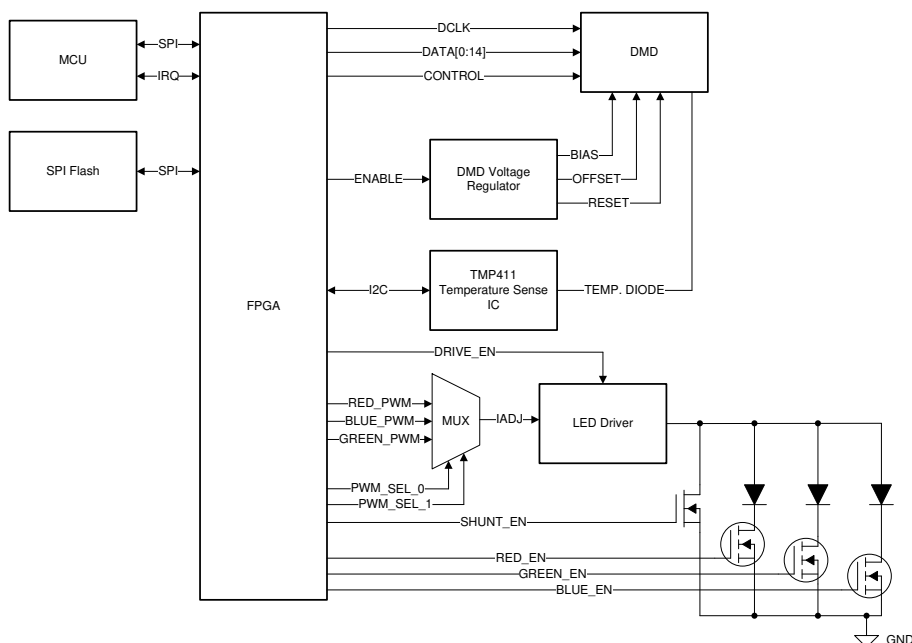 MCU
SPI
IRQ
SPI Flash
SPI
FPGA
DCLK
DATA[0:14]
CONTROL
DMD
BIAS
ENABLE
DMD Voltage
Regulator
OFFSET
RESET
I2C
TMP411
Temperature Sense
IC
TEMP. DIODE
DRIVE_EN
RED_PWM
BLUE_PWM
GREEN_PWM
MUX
IADJ
LED Driver
PWM_SEL_0
PWM_SEL_1
SHUNT_EN
RED_EN
GREEN_EN
BLUE_EN
GND